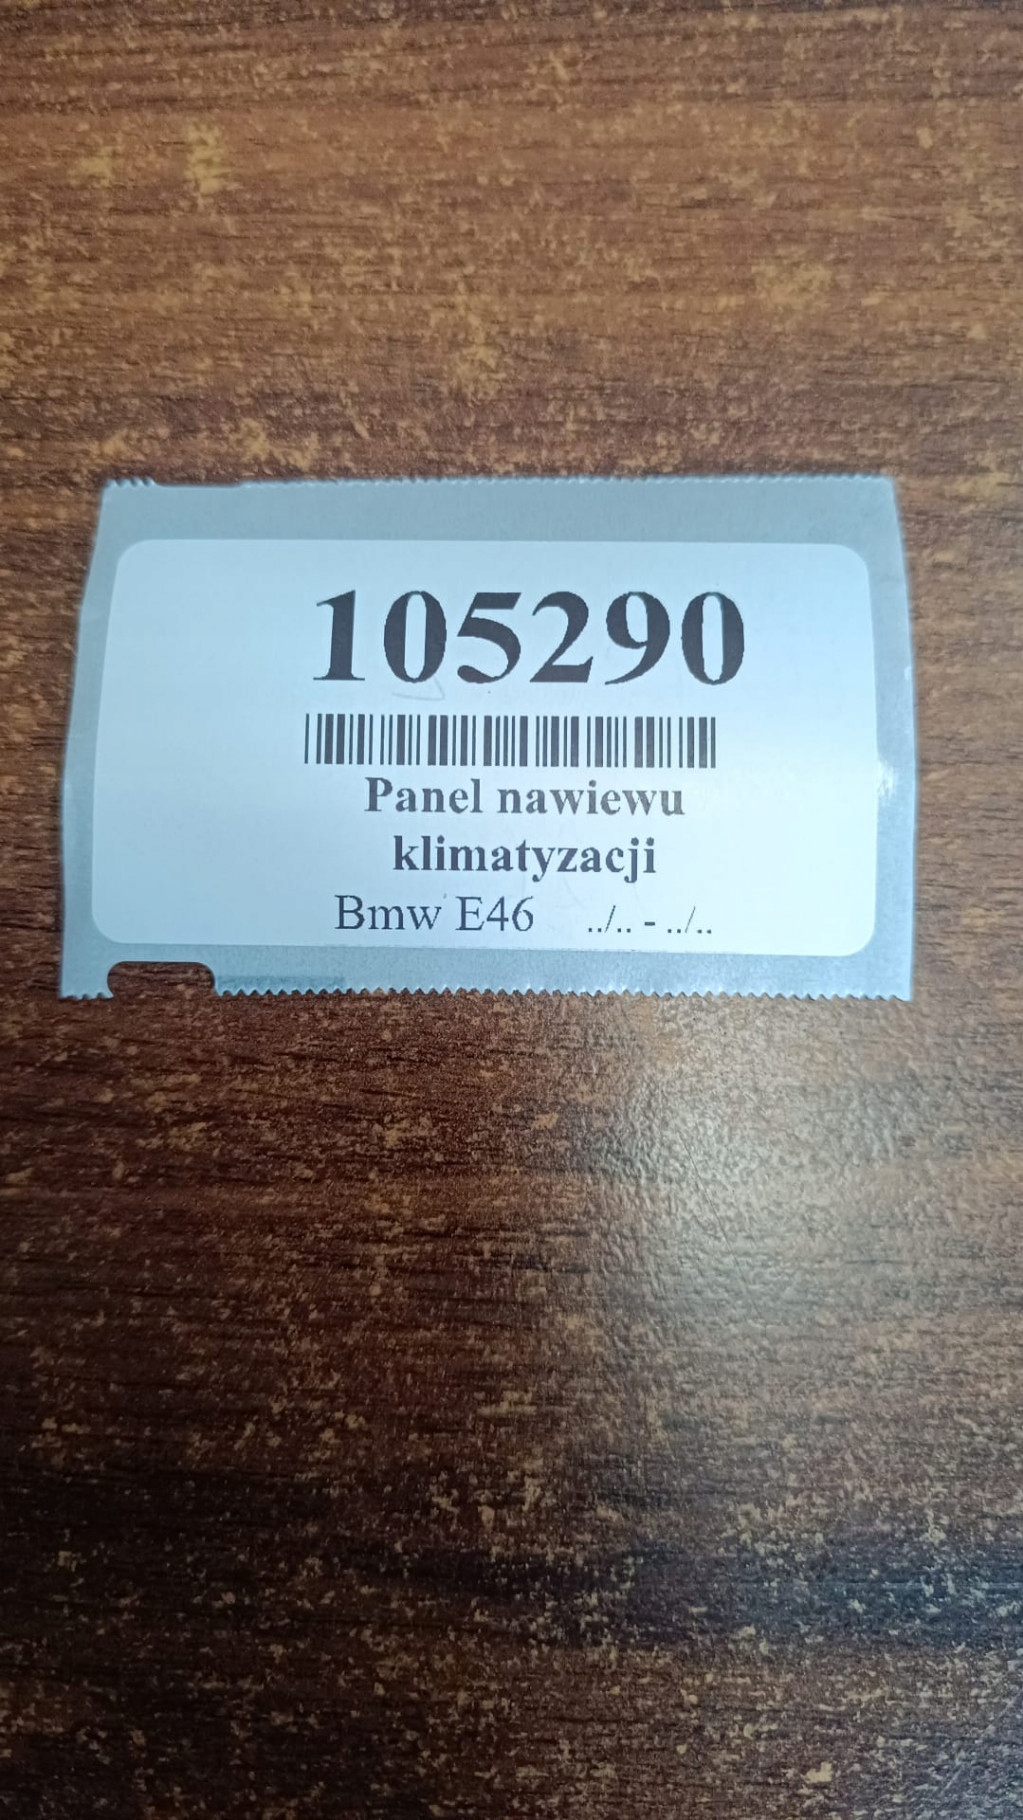 105290
Panel nawiewu
klimatyzacji
Bmw E46 ../.. - ../..